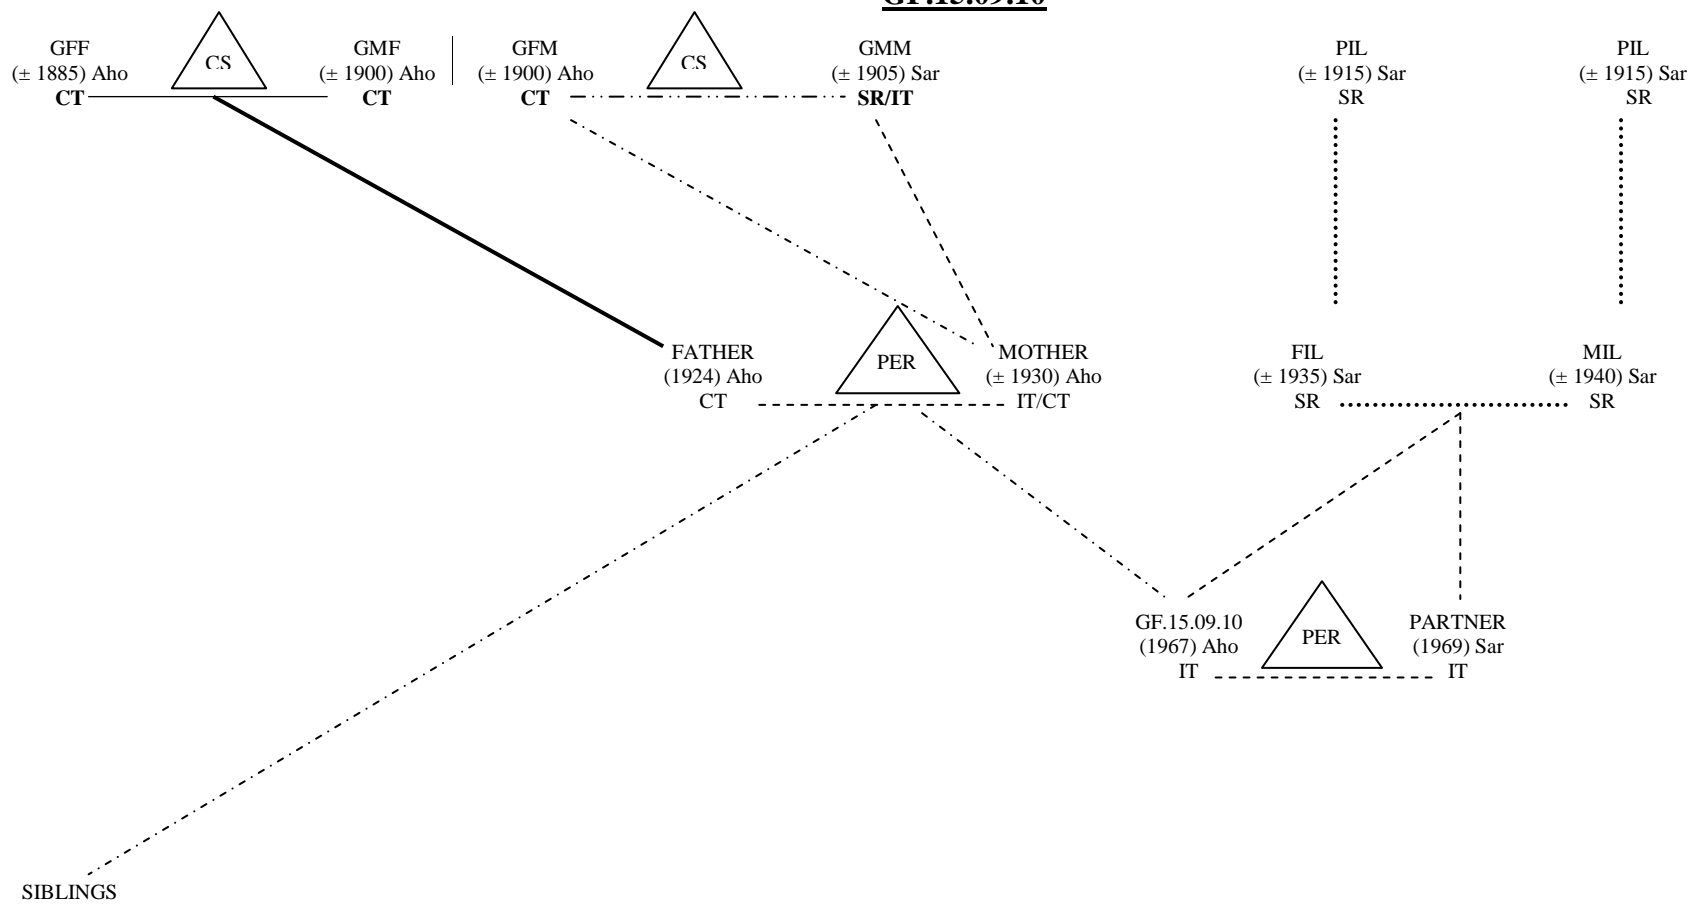 GF.15.09.10
GFF
(± 1885) Aho
CT
CS
GMF
(± 1900) Aho
CT
GFM
(± 1900) Aho
CT
CS
GMM
(± 1905) Sar
SR/IT
PIL
(± 1915) Sar
SR
PIL
(± 1915) Sar
SR
FATHER
(1924) Aho
CT
PER
MOTHER
(± 1930) Aho
IT/CT
FIL
(± 1935) Sar
SR
MIL
(± 1940) Sar
SR
GF.15.09.10
(1967) Aho
IT
PER
PARTNER
(1969) Sar
IT
SIBLINGS